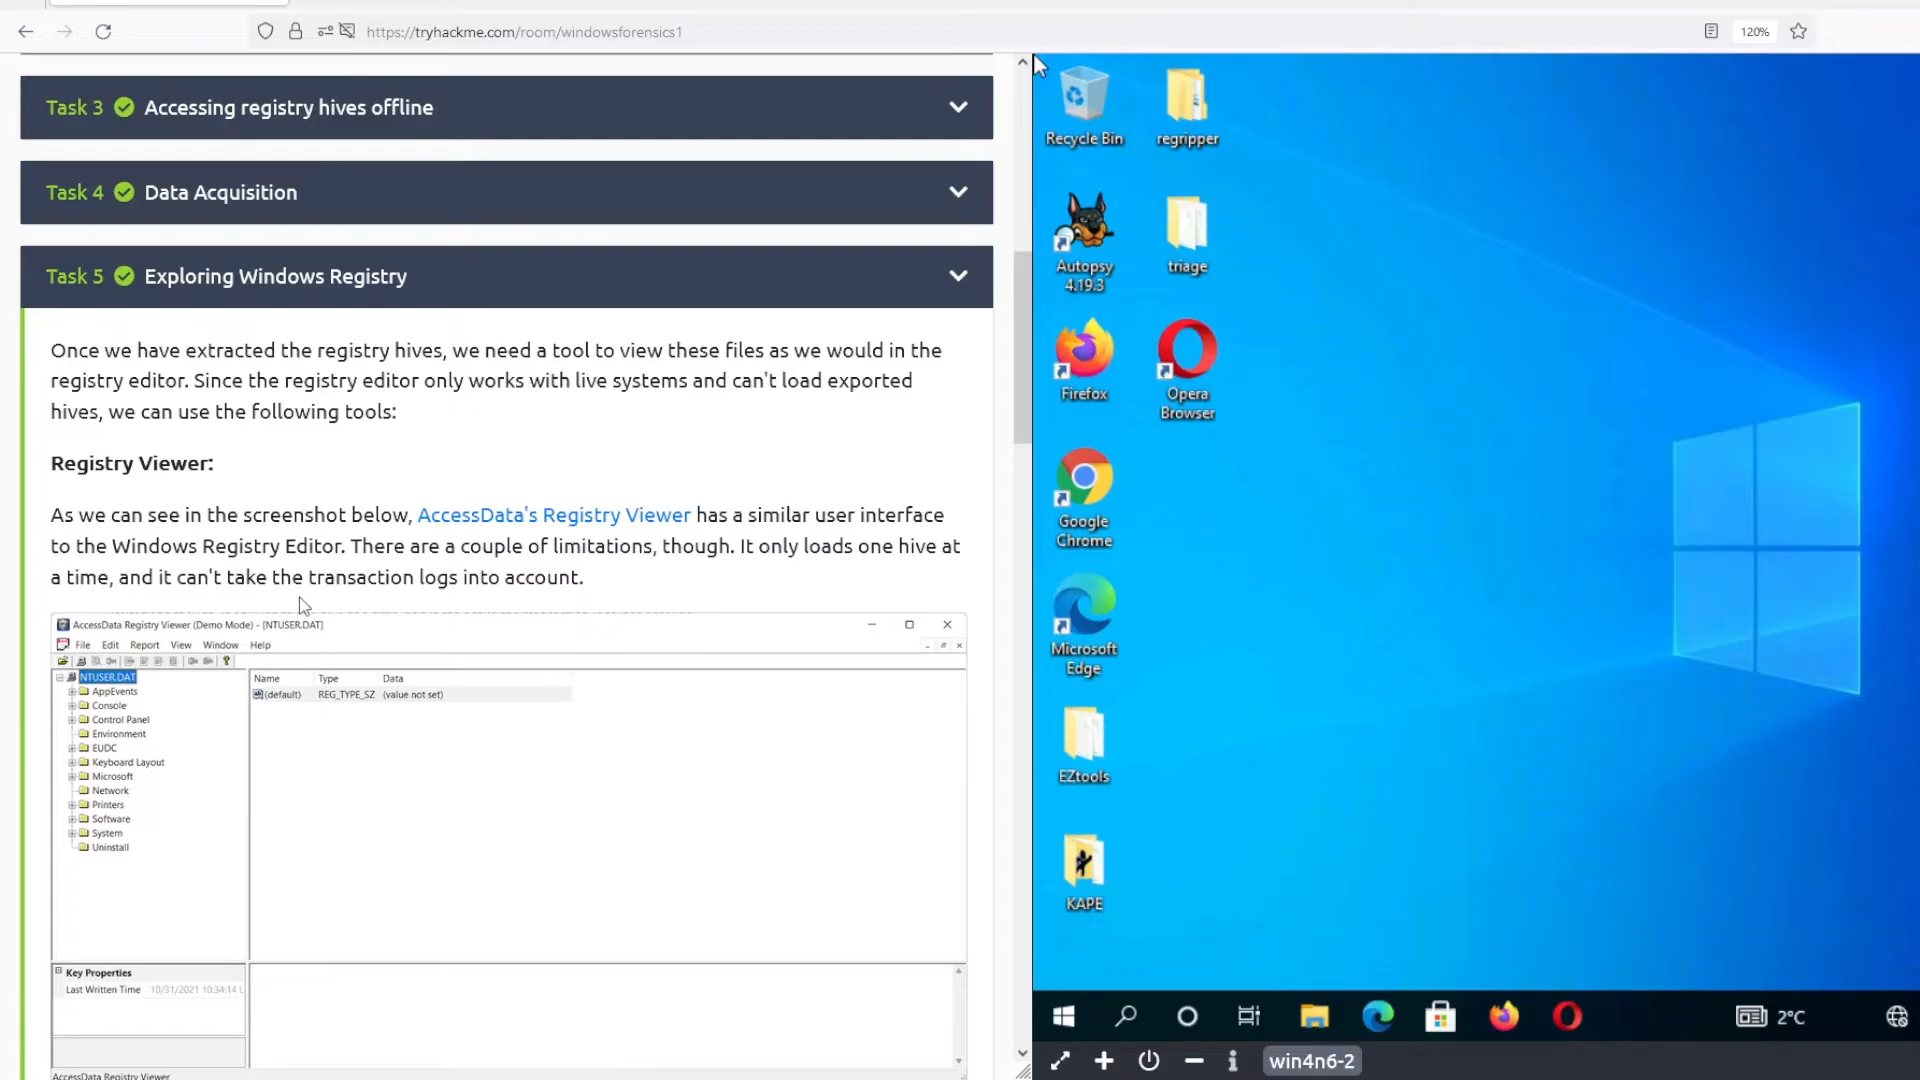 https://tryhackme.com/room/windowsforensics1
120%
Task 3 Accessing registry hives offline
Task 4 Data Acquisition
Task 5 Exploring Windows Registry
Once we have extracted the registry hives, we need a tool to view these files as we would in the
registry editor. Since the registry editor only works with live systems and can't load exported
hives, we can use the following tools:
Registry Viewer:
As we can see in the screenshot below, AccessData's Registry Viewer has a similar user interface
to the Windows Registry Editor. There are a couple of limitations, though. It only loads one hive at
a time, and it can't take the transaction logs into account.
AccessData Registry Viewer (Demo Mode) - [NTUSER.DAT]
File Edit Report View Window Help
NTUSER.DAT
AppEvents
Console
Control Panel
Environment
EUDC
Keyboard Layout
Microsoft
Network
Printers
Software
System
Uninstall
Name Type Data
(default) REG_TYPE_SZ (value not set)
Key Properties
Last Written Time 10/31/2021 10:34:14
AccessData Registry Viewer
Recycle Bin
regripper
Autopsy
4.19.3
triage
Firefox
Opera
Browser
Google
Chrome
Microsoft
Edge
EZtools
KAPE
2°C
win4n6-2